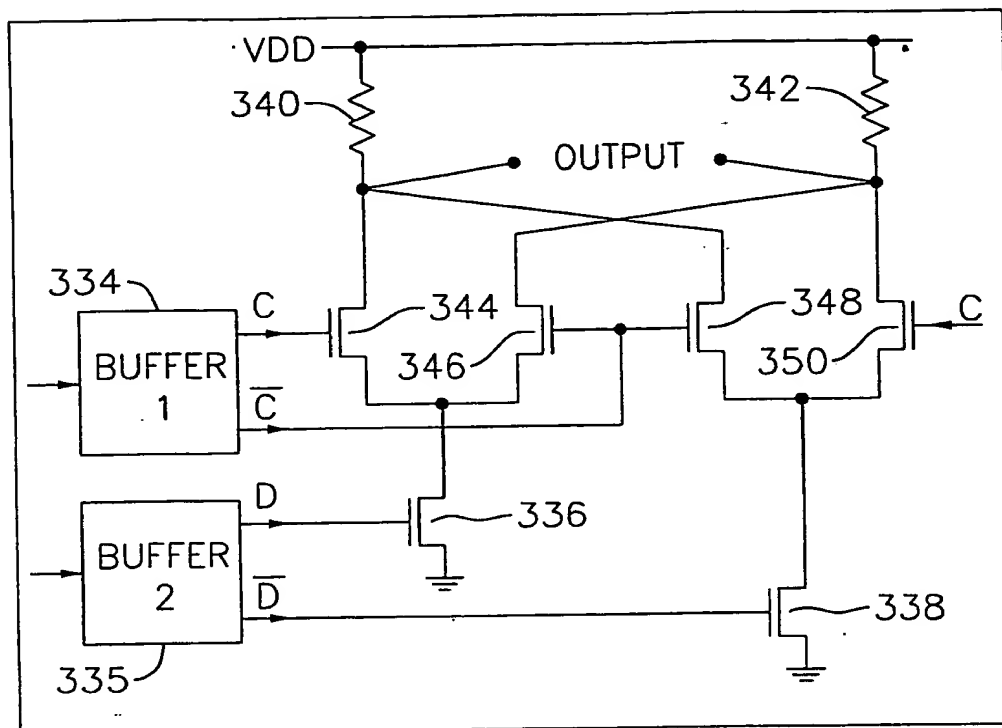 VDD
340
342
OUTPUT
334
C
344
346
348
350
C
BUFFER
1
C̅
D
336
BUFFER
2
D̅
338
335